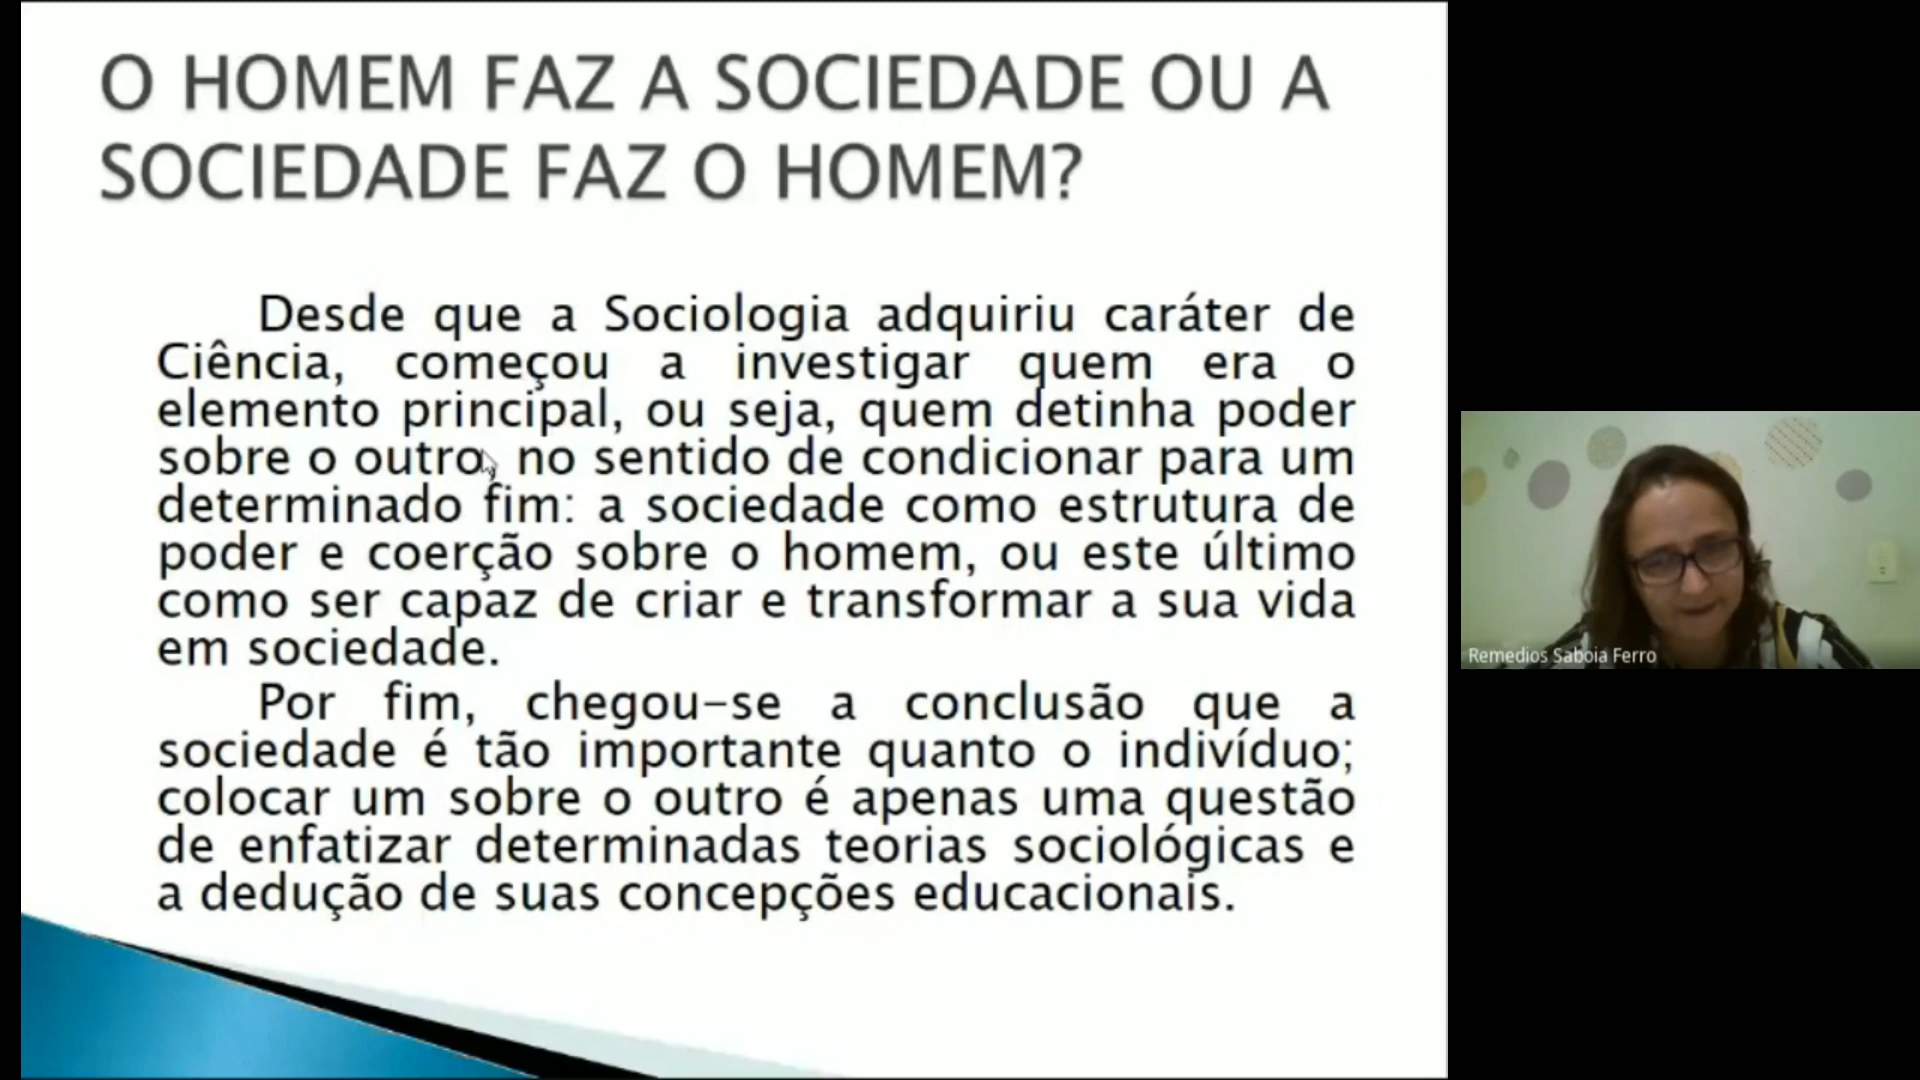 O HOMEM FAZ A SOCIEDADE OU A
SOCIEDADE FAZ O HOMEM?
Desde que a Sociologia adquiriu caráter de
Ciência, começou a investigar quem era o
elemento principal, ou seja, quem detinha poder
sobre o outro, no sentido de condicionar para um
determinado fim: a sociedade como estrutura de
poder e coerção sobre o homem, ou este último
como ser capaz de criar e transformar a sua vida
em sociedade.
Por fim, chegou-se a conclusão que a
sociedade é tão importante quanto o indivíduo;
colocar um sobre o outro é apenas uma questão
de enfatizar determinadas teorias sociológicas e
a dedução de suas concepções educacionais.
Remedios Saboia Ferro